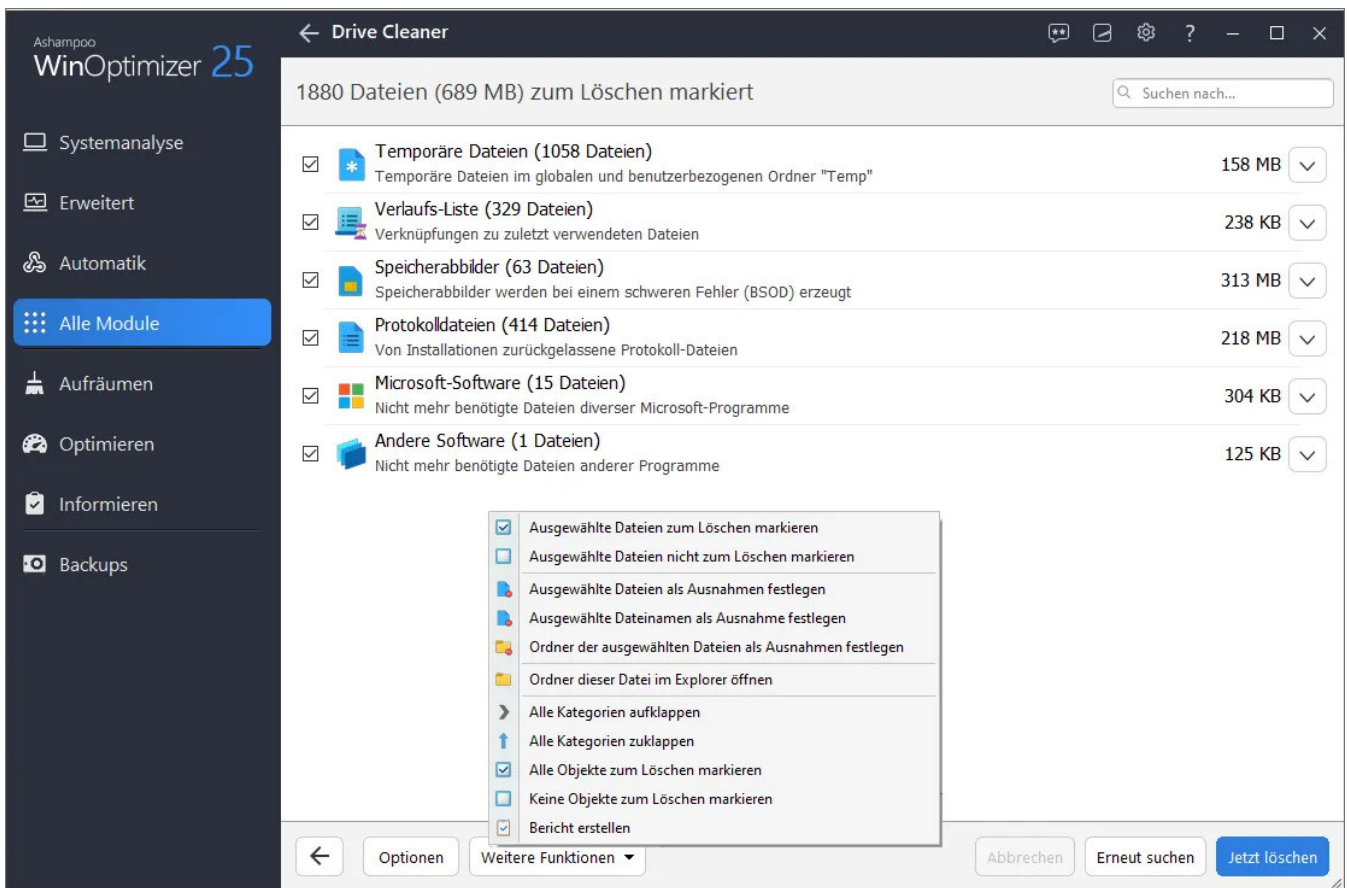 Ashampoo
WinOptimizer 25
Drive Cleaner
?
1880 Dateien (689 MB) zum Löschen markiert
Suchen nach...
Systemanalyse
Erweitert
Automatik
Alle Module
Aufräumen
Optimieren
Informieren
Backups
Temporäre Dateien (1058 Dateien)
Temporäre Dateien im globalen und benutzerbezogenen Ordner "Temp"
158 MB
Verlaufs-Liste (329 Dateien)
Verknüpfungen zu zuletzt verwendeten Dateien
238 KB
Speicherabbilder (63 Dateien)
Speicherabbilder werden bei einem schweren Fehler (BSOD) erzeugt
313 MB
Protokolldateien (414 Dateien)
Von Installationen zurückgelassene Protokoll-Dateien
218 MB
Microsoft-Software (15 Dateien)
Nicht mehr benötigte Dateien diverser Microsoft-Programme
304 KB
Andere Software (1 Dateien)
Nicht mehr benötigte Dateien anderer Programme
125 KB
Ausgewählte Dateien zum Löschen markieren
Ausgewählte Dateien nicht zum Löschen markieren
Ausgewählte Dateien als Ausnahmen festlegen
Ausgewählte Dateinamen als Ausnahme festlegen
Ordner der ausgewählten Dateien als Ausnahmen festlegen
Ordner dieser Datei im Explorer öffnen
Alle Kategorien aufklappen
Alle Kategorien zuklappen
Alle Objekte zum Löschen markieren
Keine Objekte zum Löschen markieren
Bericht erstellen
Optionen
Weitere Funktionen
Abbrechen
Erneut suchen
Jetzt löschen